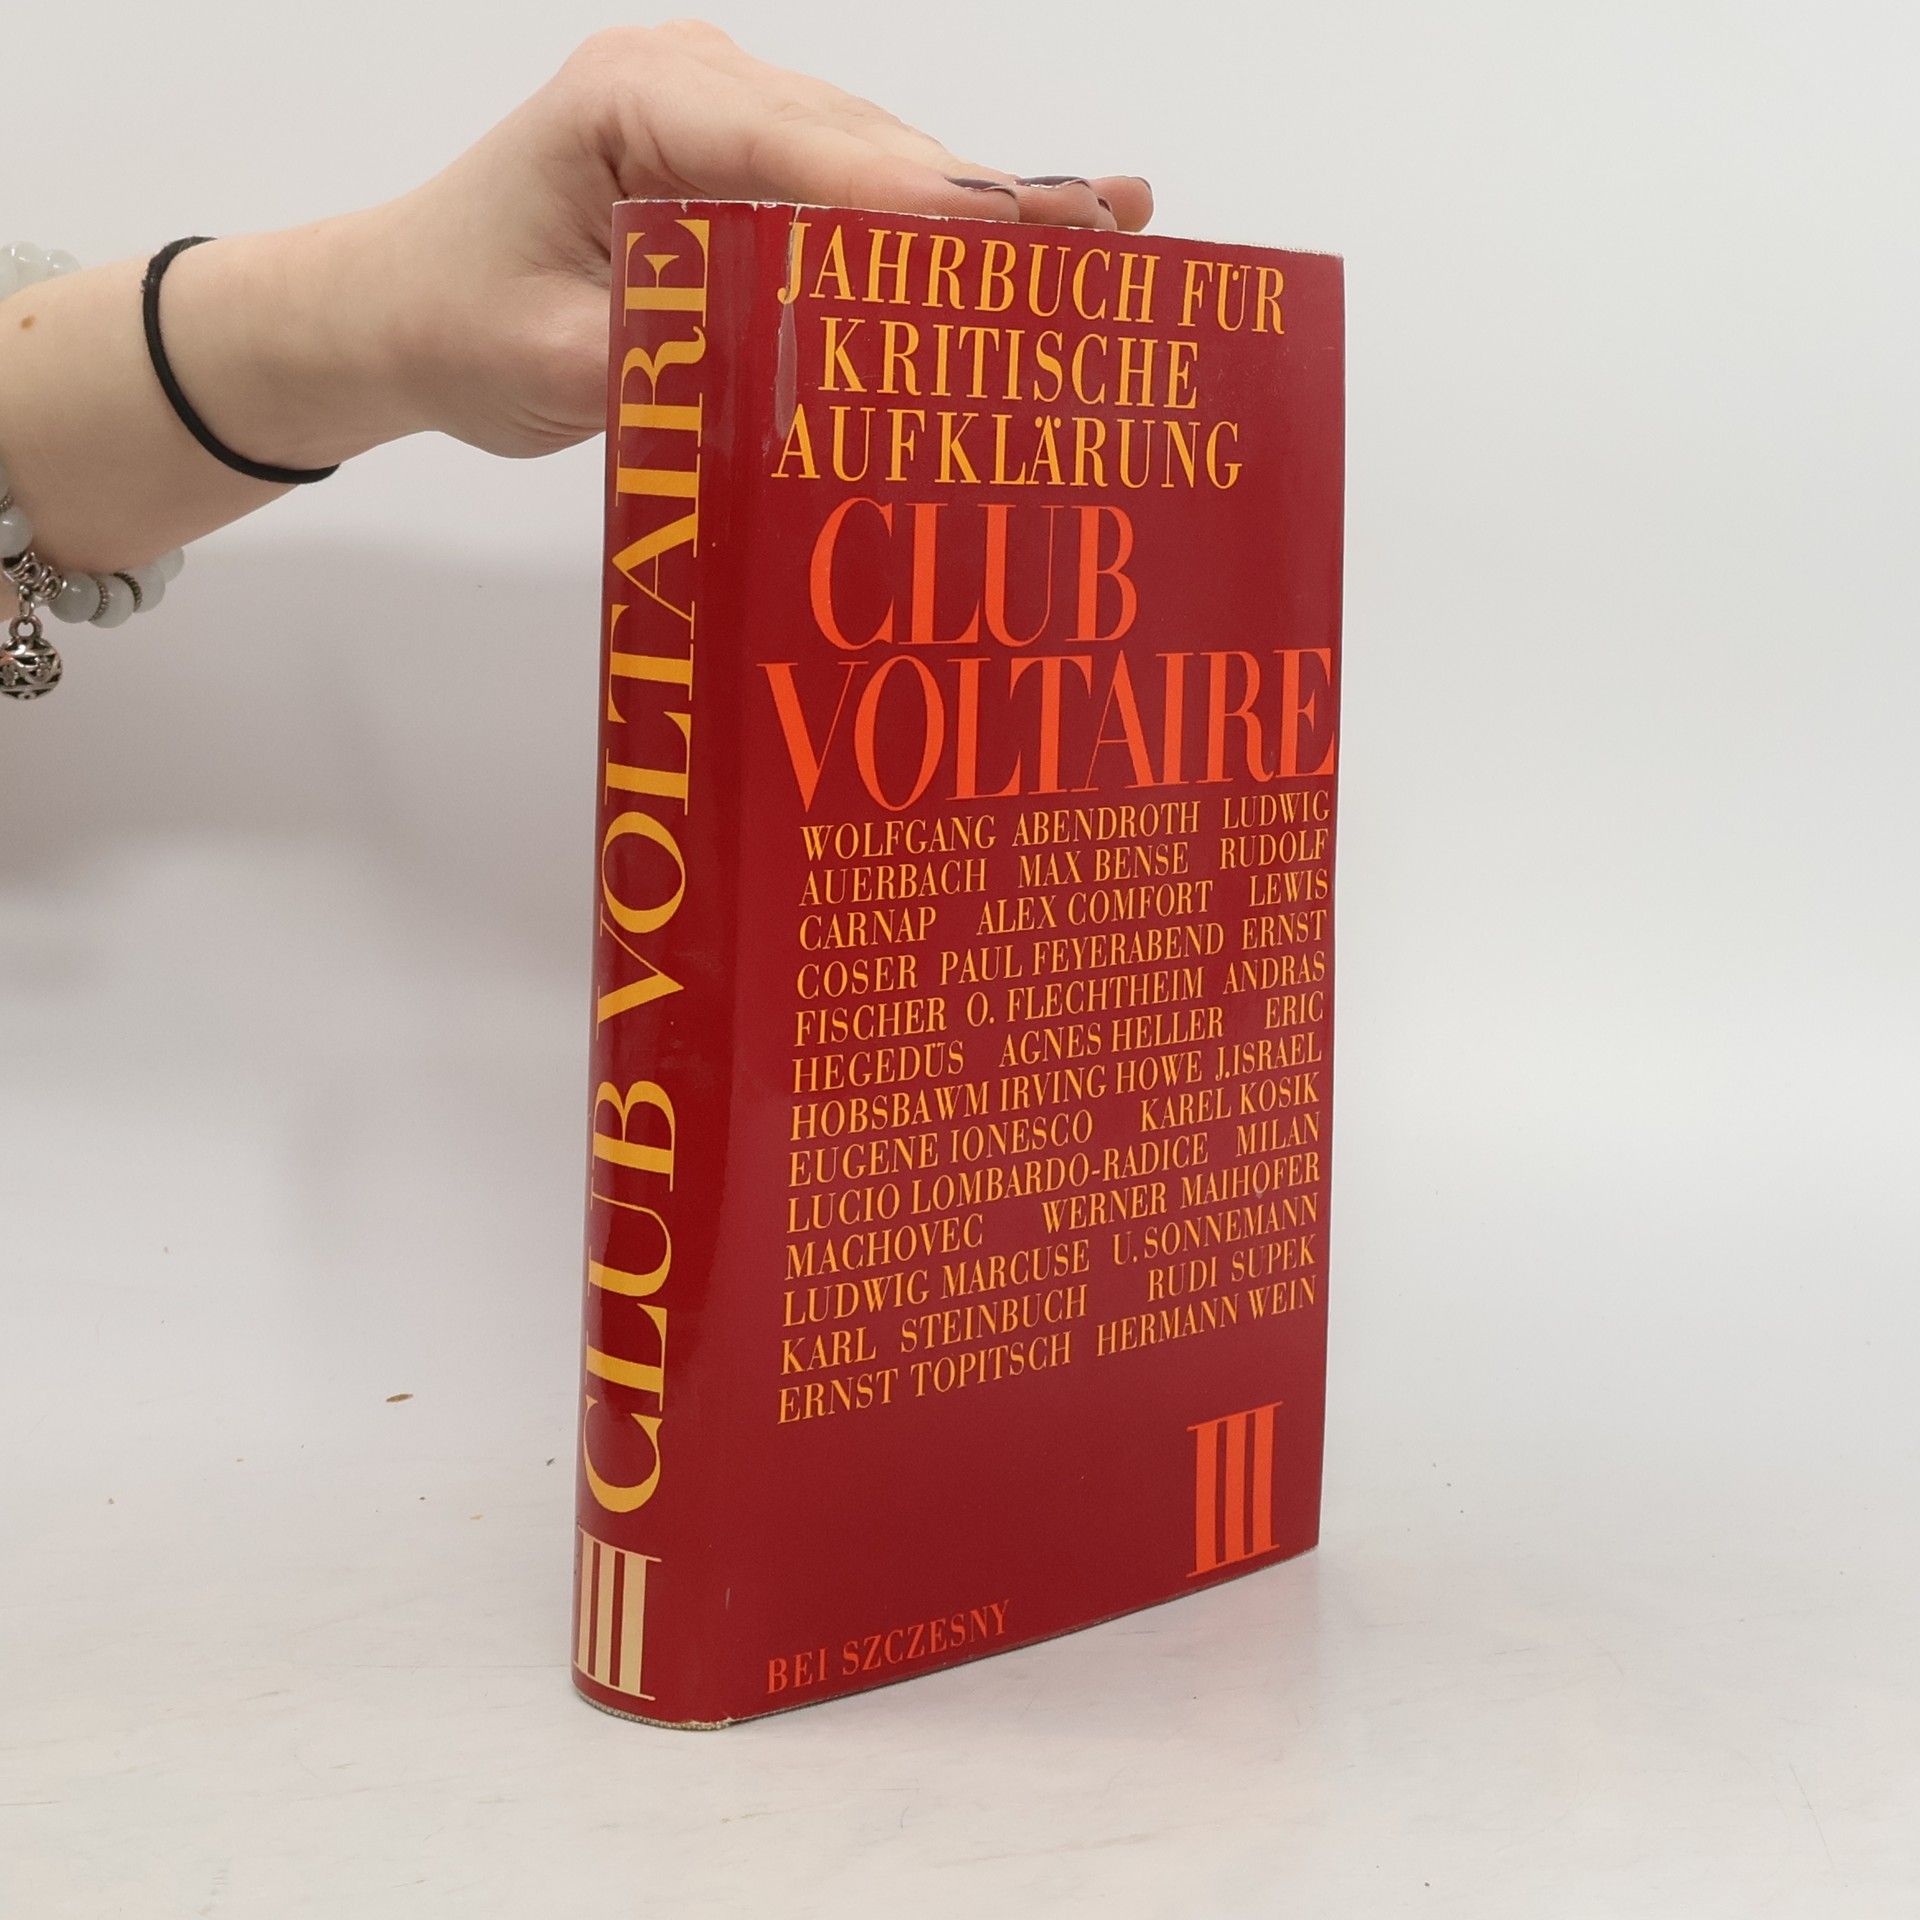 CLUB VOLTAIRE III
JAHRBUCH FÜR
KRITISCHE
AUFKLÄRUNG
CLUB
VOLTAIRE
WOLFGANG ABENDROTH LUDWIG
AUERBACH MAX BENSE RUDOLF
CARNAP ALEX COMFORT LEWIS
COSER PAUL FEYERABEND ERNST
FISCHER O. FLECHTHEIM ANDRAS
HEGEDÜS AGNES HELLER ERIC
HOBSBAWM IRVING HOWE J.ISRAEL
EUGENE IONESCO KAREL KOSIK
LUCIO LOMBARDO-RADICE MILAN
MACHOVEC WERNER MAIHOFER
LUDWIG MARCUSE U. SONNEMANN
KARL STEINBUCH RUDI SUPEK
ERNST TOPITSCH HERMANN WEIN
III
BEI SZCZESNY